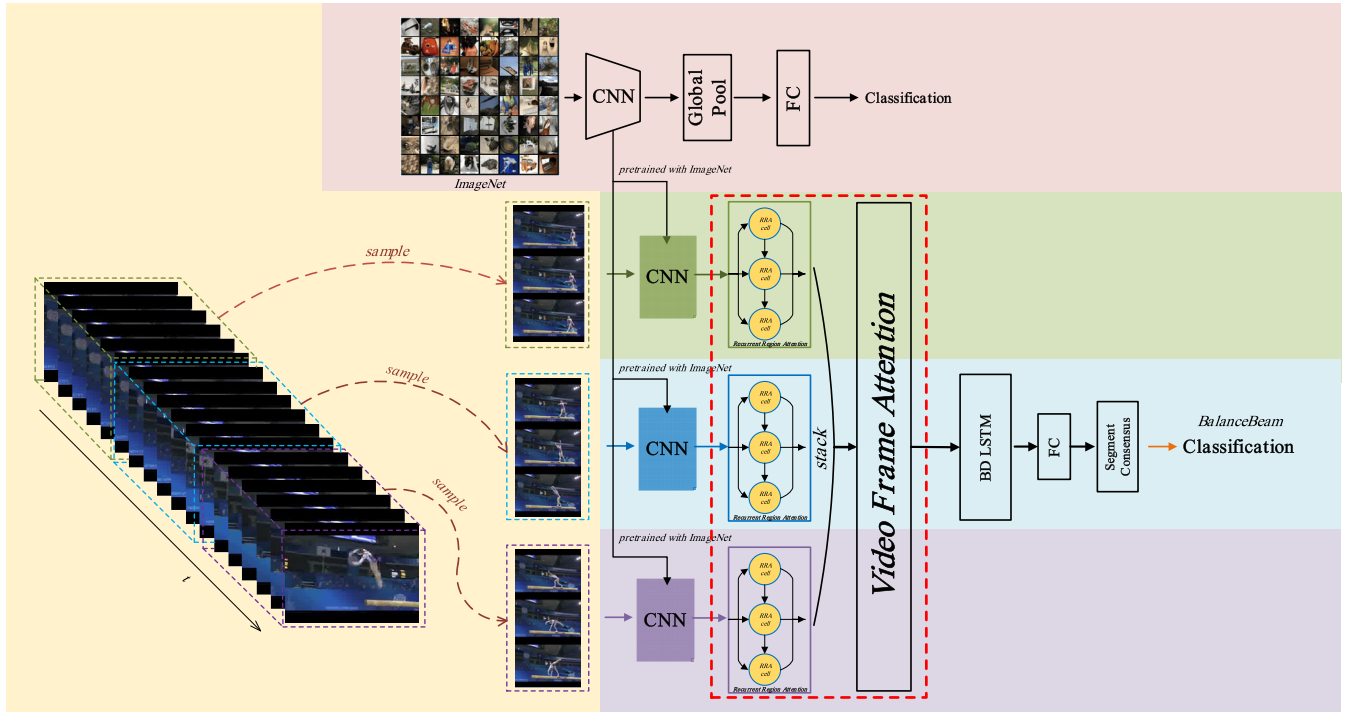 CNN
Global
Pool
FC
Classification
ImageNet
pretrained with ImageNet
sample
CNN
RRA
cell
RRA
cell
RRA
cell
Recurrent Region Attention
pretrained with ImageNet
sample
CNN
RRA
cell
RRA
cell
RRA
cell
Recurrent Region Attention
stack
Video Frame Attention
BD LSTM
FC
Segment
Consensus
BalanceBeam
Classification
sample
pretrained with ImageNet
CNN
RRA
cell
RRA
cell
RRA
cell
Recurrent Region Attention
t